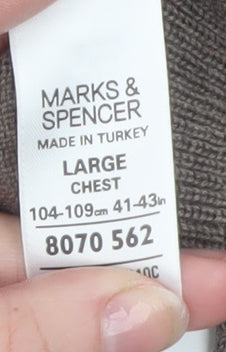 MARKS &
SPENCER
MADE IN TURKEY
LARGE
CHEST
104-109cm 41-43in
8070 562